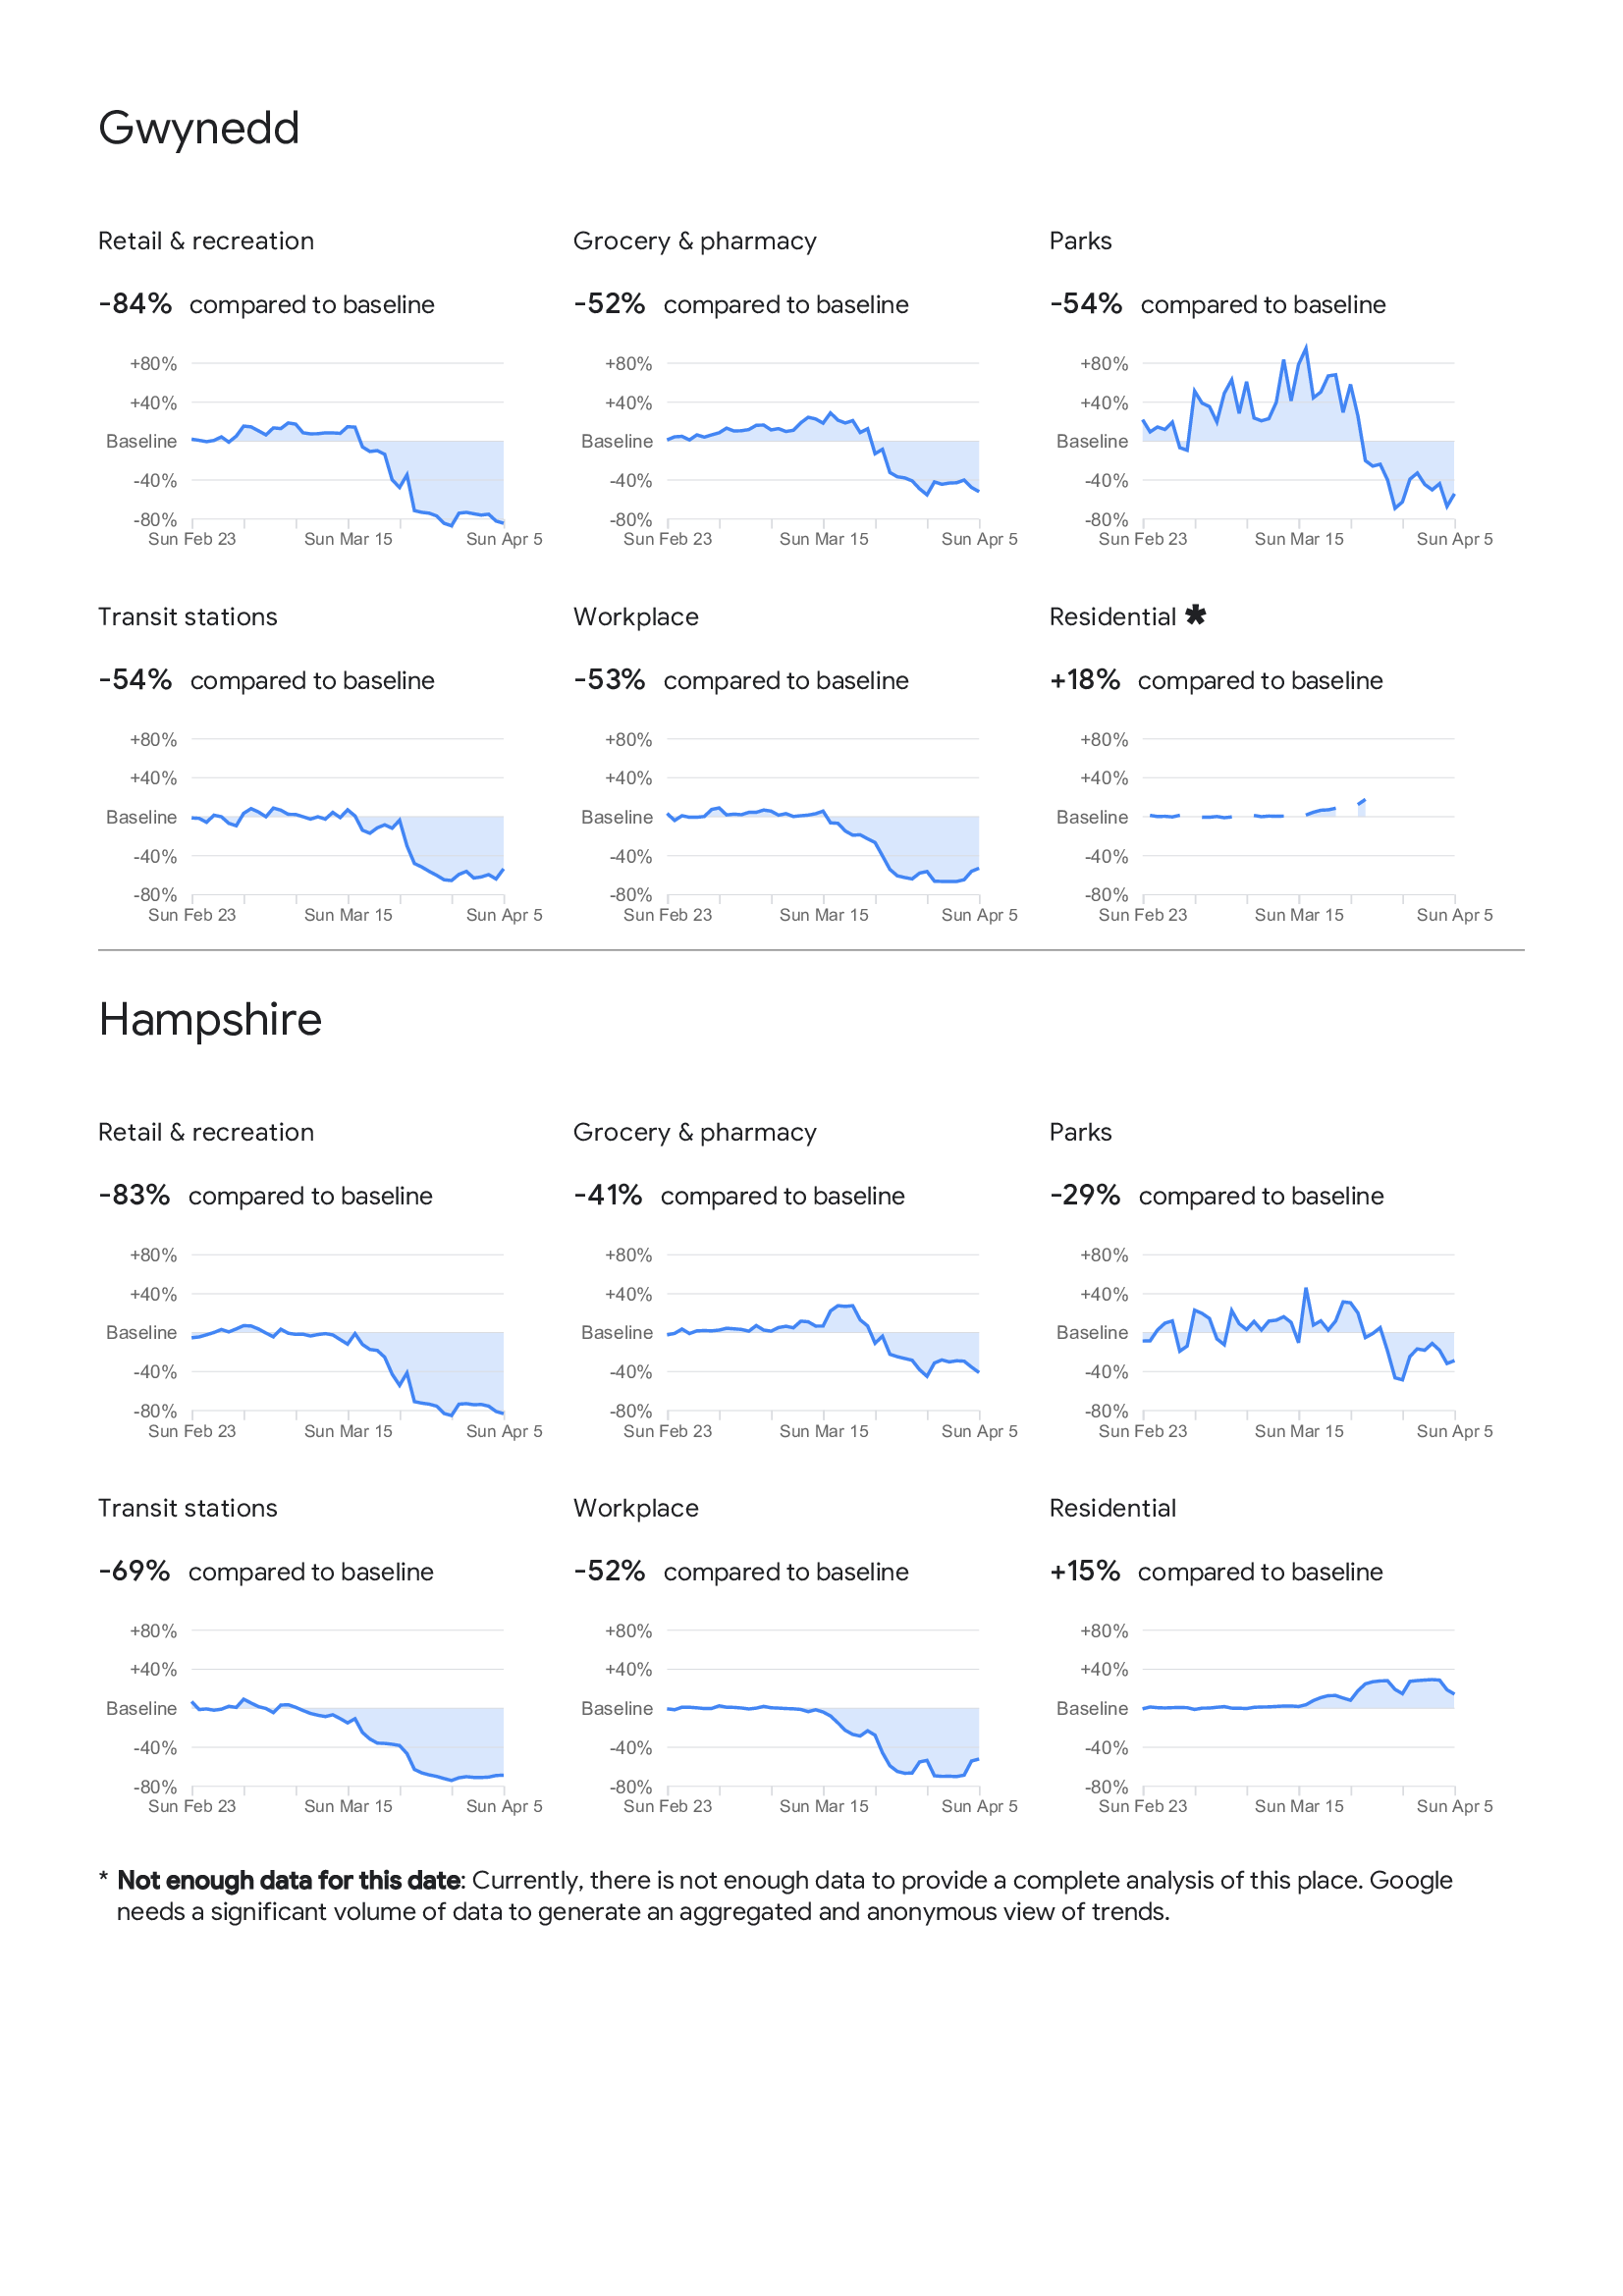 Gwynedd
Retail & recreation
-84% compared to baseline
+80%
+40%
Baseline
-40%
-80%
Sun Feb 23 Sun Mar 15 Sun Apr 5
Grocery & pharmacy
-52% compared to baseline
+80%
+40%
Baseline
-40%
-80%
Sun Feb 23 Sun Mar 15 Sun Apr 5
Parks
-54% compared to baseline
+80%
+40%
Baseline
-40%
-80%
Sun Feb 23 Sun Mar 15 Sun Apr 5
Transit stations
-54% compared to baseline
+80%
+40%
Baseline
-40%
-80%
Sun Feb 23 Sun Mar 15 Sun Apr 5
Workplace
-53% compared to baseline
+80%
+40%
Baseline
-40%
-80%
Sun Feb 23 Sun Mar 15 Sun Apr 5
Residential *
+18% compared to baseline
+80%
+40%
Baseline
-40%
-80%
Sun Feb 23 Sun Mar 15 Sun Apr 5
Hampshire
Retail & recreation
-83% compared to baseline
+80%
+40%
Baseline
-40%
-80%
Sun Feb 23 Sun Mar 15 Sun Apr 5
Grocery & pharmacy
-41% compared to baseline
+80%
+40%
Baseline
-40%
-80%
Sun Feb 23 Sun Mar 15 Sun Apr 5
Parks
-29% compared to baseline
+80%
+40%
Baseline
-40%
-80%
Sun Feb 23 Sun Mar 15 Sun Apr 5
Transit stations
-69% compared to baseline
+80%
+40%
Baseline
-40%
-80%
Sun Feb 23 Sun Mar 15 Sun Apr 5
Workplace
-52% compared to baseline
+80%
+40%
Baseline
-40%
-80%
Sun Feb 23 Sun Mar 15 Sun Apr 5
Residential
+15% compared to baseline
+80%
+40%
Baseline
-40%
-80%
Sun Feb 23 Sun Mar 15 Sun Apr 5
* Not enough data for this date: Currently, there is not enough data to provide a complete analysis of this place. Google
needs a significant volume of data to generate an aggregated and anonymous view of trends.